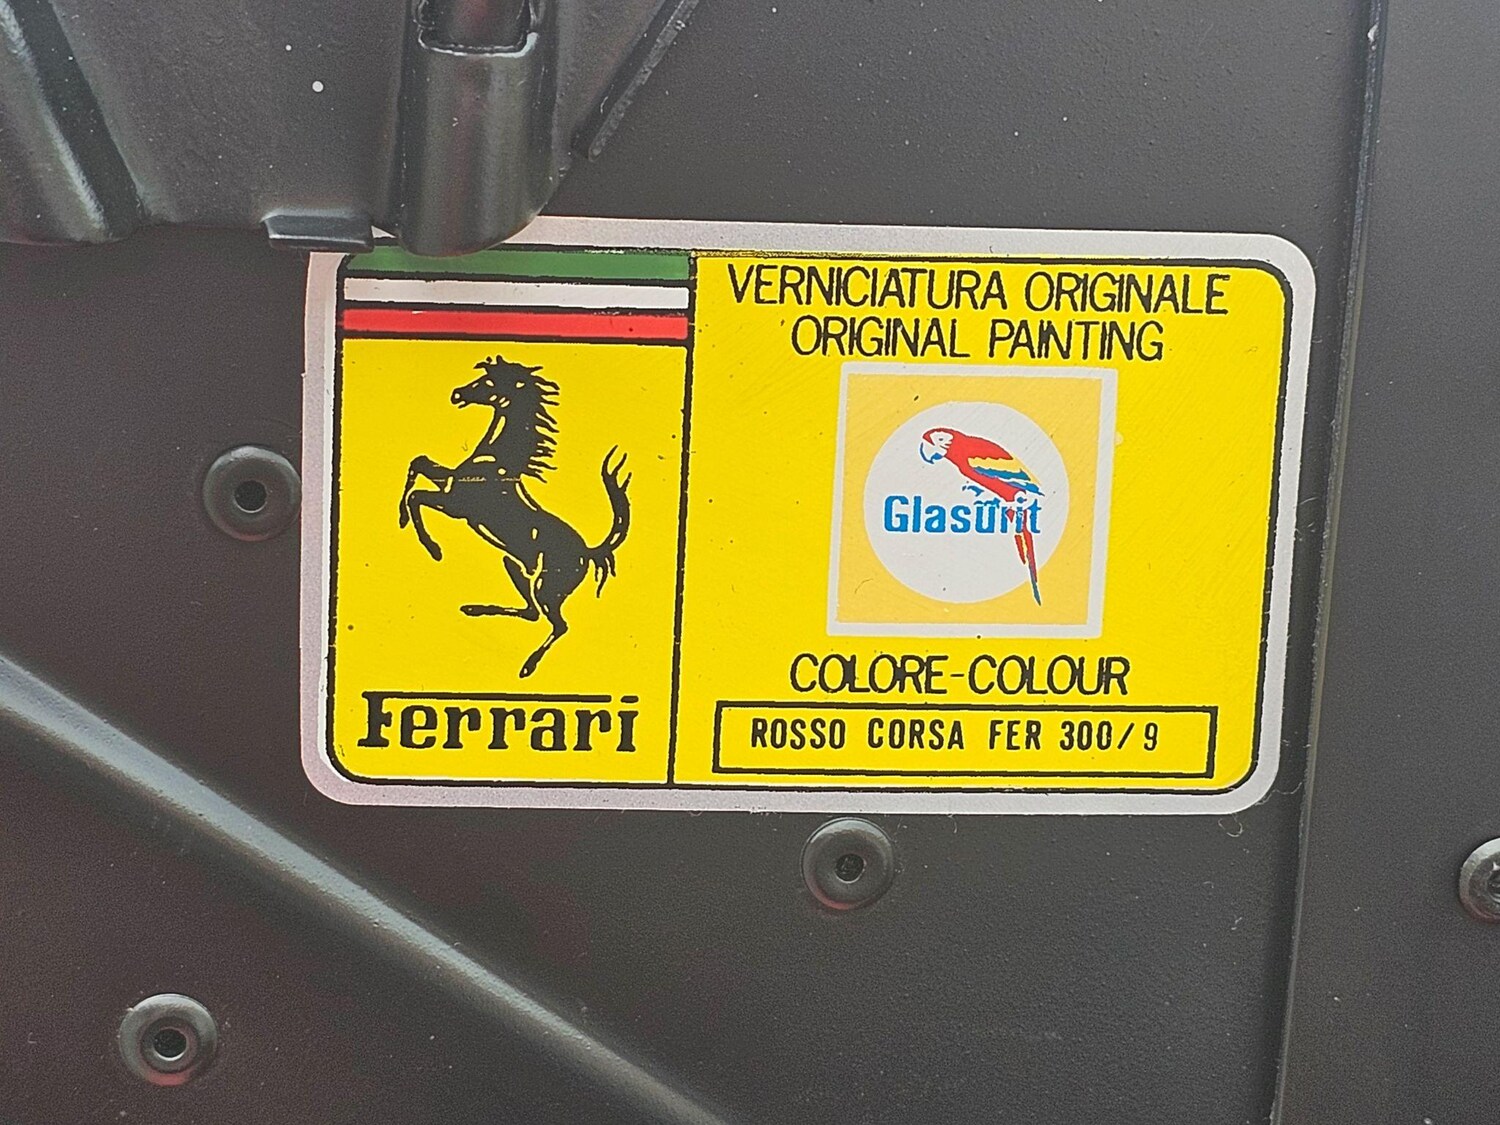 VERNICIATURA ORIGINALE
ORIGINAL PAINTING
Glasurit
COLORE-COLOUR
ROSSO CORSA FER 300/9
Ferrari